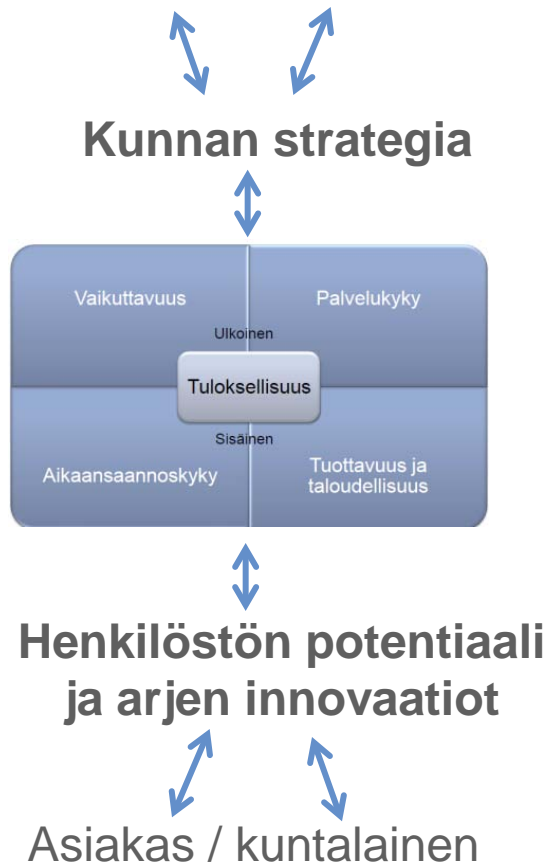 Kunnan strategia
Vaikuttavuus
Palvelukyky
Ulkoinen
Tuloksellisuus
Sisäinen
Aikaansaannoskyky
Tuottavuus ja
taloudellisuus
Henkilöstön potentiaali
ja arjen innovaatiot
Asiakas / kuntalainen